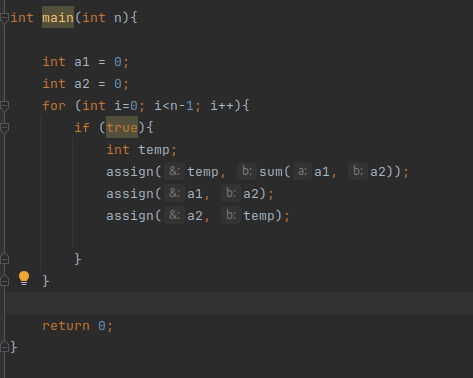 int main(int n){
int a1 = 0;
int a2 = 0;
for (int i=0; i<n-1; i++){
if (true){
int temp;
assign( &: temp, b: sum( a: a1, b: a2));
assign( &: a1, b: a2);
assign( &: a2, b: temp);
}
}
return 0;
}